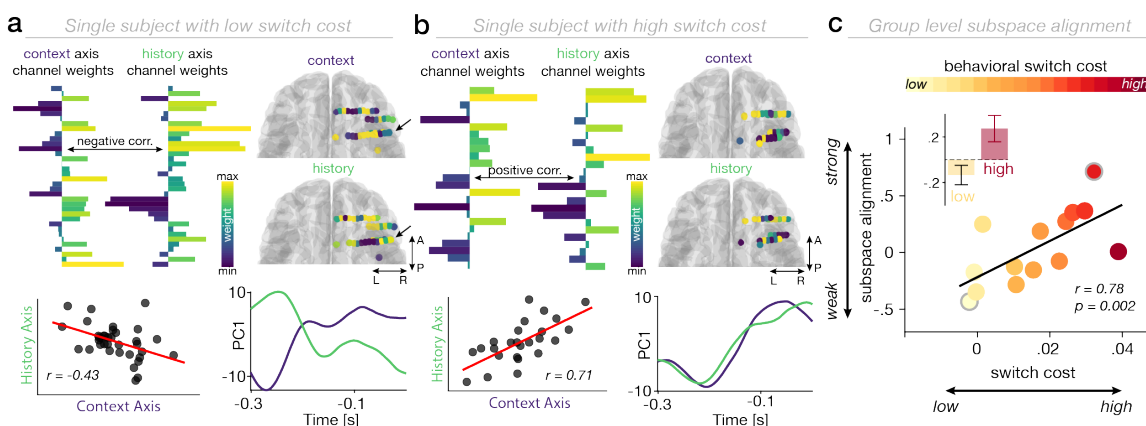 a Single subject with low switch cost
context axis
channel weights
history axis
channel weights
negative corr.
context
history
max
weight
min
A
P
L R
History Axis
r = -0.43
Context Axis
10
PC1
-10
-0.3 -0.1
Time [s]
b Single subject with high switch cost
context axis
channel weights
history axis
channel weights
positive corr.
context
history
max
weight
min
A
P
L R
History Axis
r = 0.71
Context Axis
10
PC1
10
-0.3 -0.1
Time [s]
c Group level subspace alignment
behavioral switch cost
low high
strong
weak
subspace alignment
1
.5
0
-.5
.2
-.2
high
low
r = 0.78
p = 0.002
0 .02 .04
switch cost
low high